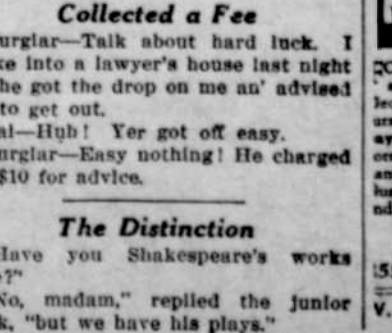 Collected a Fee
urglar—Talk about hard luck. I
ke into a lawyer's house last night
he got the drop on me an' advised
to get out.
al—Huh! Yer got off easy.
urglar—Easy nothing! He charged
$10 for advice.
The Distinction
Have you Shakespeare's works
?"
No, madam," replied the junior
k, "but we have his plays."